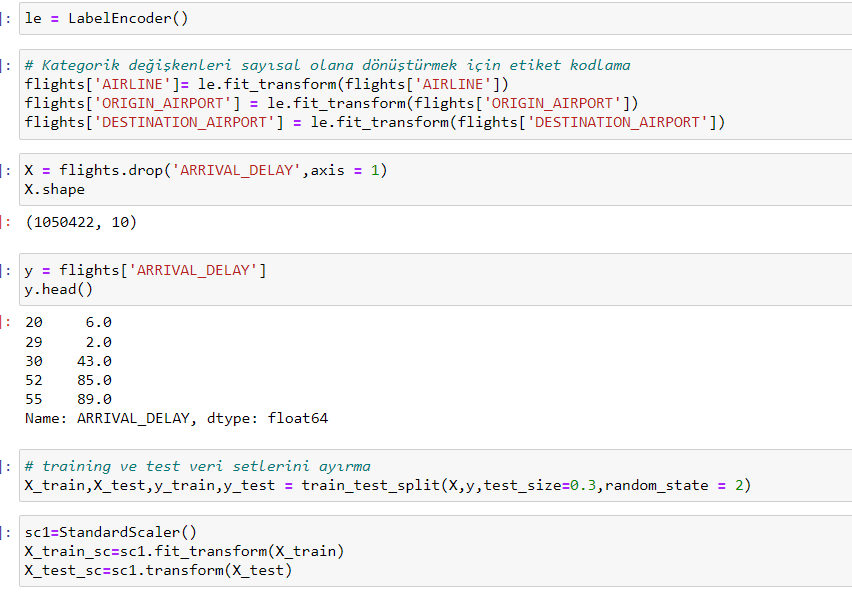 ]: le = LabelEncoder()
]: # Kategorik değişkenleri sayısal olana dönüştürmek için etiket kodlama
flights['AIRLINE']= le.fit_transform(flights['AIRLINE'])
flights['ORIGIN_AIRPORT'] = le.fit_transform(flights['ORIGIN_AIRPORT'])
flights['DESTINATION_AIRPORT'] = le.fit_transform(flights['DESTINATION_AIRPORT'])
]: X = flights.drop('ARRIVAL_DELAY',axis = 1)
X.shape
]: (1050422, 10)
]: y = flights['ARRIVAL_DELAY']
y.head()
]: 20 6.0
29 2.0
30 43.0
52 85.0
55 89.0
Name: ARRIVAL_DELAY, dtype: float64
]: # training ve test veri setlerini ayırma
X_train,X_test,y_train,y_test = train_test_split(X,y,test_size=0.3,random_state = 2)
]: sc1=StandardScaler()
X_train_sc=sc1.fit_transform(X_train)
X_test_sc=sc1.transform(X_test)